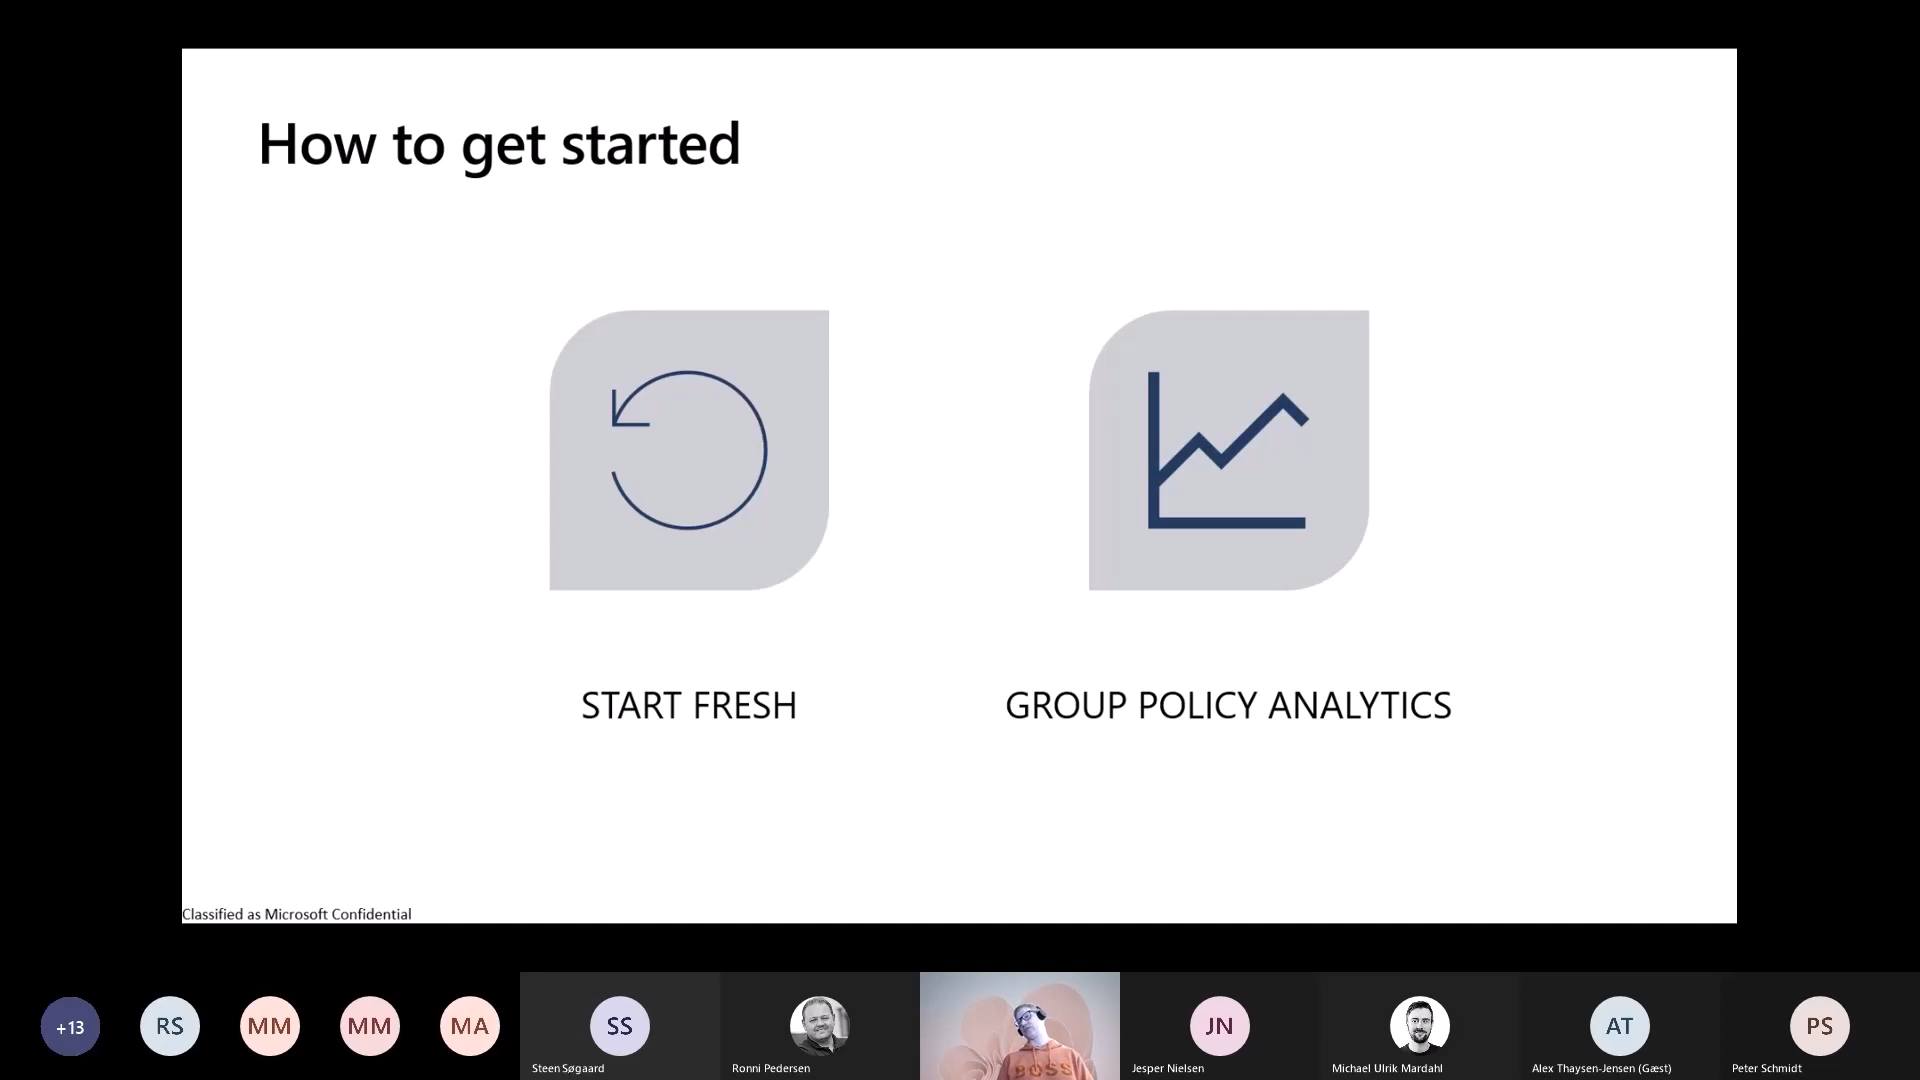 How to get started
START FRESH
GROUP POLICY ANALYTICS
Classified as Microsoft Confidential
+13
RS
MM
MM
MA
SS
Steen Søgaard
Ronni Pedersen
BOSS
JN
Jesper Nielsen
Michael Ulrik Mardahl
AT
Alex Thaysen-Jensen (Gæst)
PS
Peter Schmidt